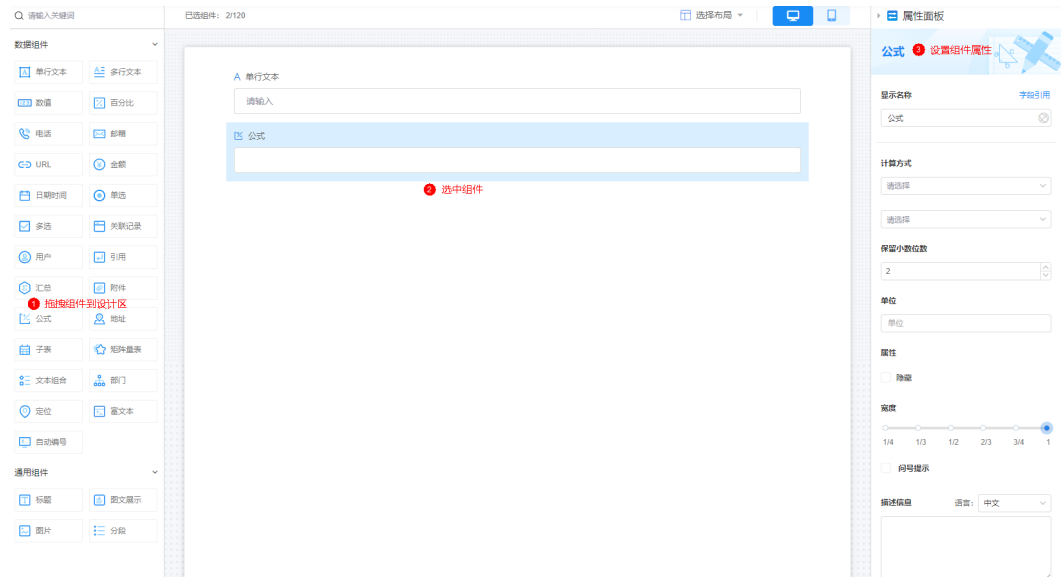 请输入关键词
已选组件: 2/120
选择布局
属性面板
数据组件
单行文本
多行文本
数值
百分比
电话
邮箱
URL
金额
日期时间
单选
多选
关联记录
用户
引用
汇总
附件
1 拖拽组件到设计区
公式
地址
子表
矩阵量表
文本组合
部门
定位
富文本
自动编号
通用组件
标题
图文展示
图片
分段
A 单行文本
请输入
公式
2 选中组件
公式
3 设置组件属性
显示名称
字段引用
公式
计算方式
请选择
请选择
保留小数位数
2
单位
单位
属性
隐藏
宽度
1/4 1/3 1/2 2/3 3/4 1
问号提示
描述信息
语言: 中文